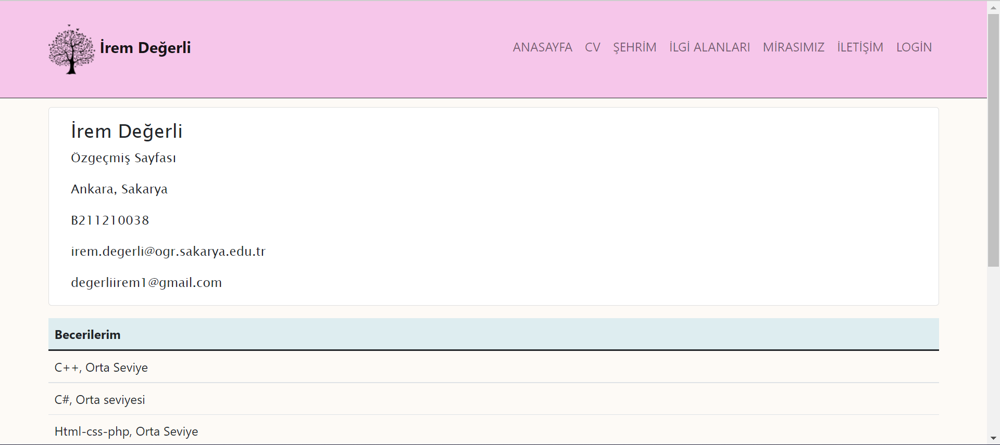 İrem Değerli
ANASAYFA CV ŞEHRİM İLGİ ALANLARI MİRASIMIZ İLETİŞİM LOGİN
İrem Değerli
Özgeçmiş Sayfası
Ankara, Sakarya
B211210038
irem.degerli@ogr.sakarya.edu.tr
degerliirem1@gmail.com
Becerilerim
C++, Orta Seviye
C#, Orta seviyesi
Html-css-php, Orta Seviye